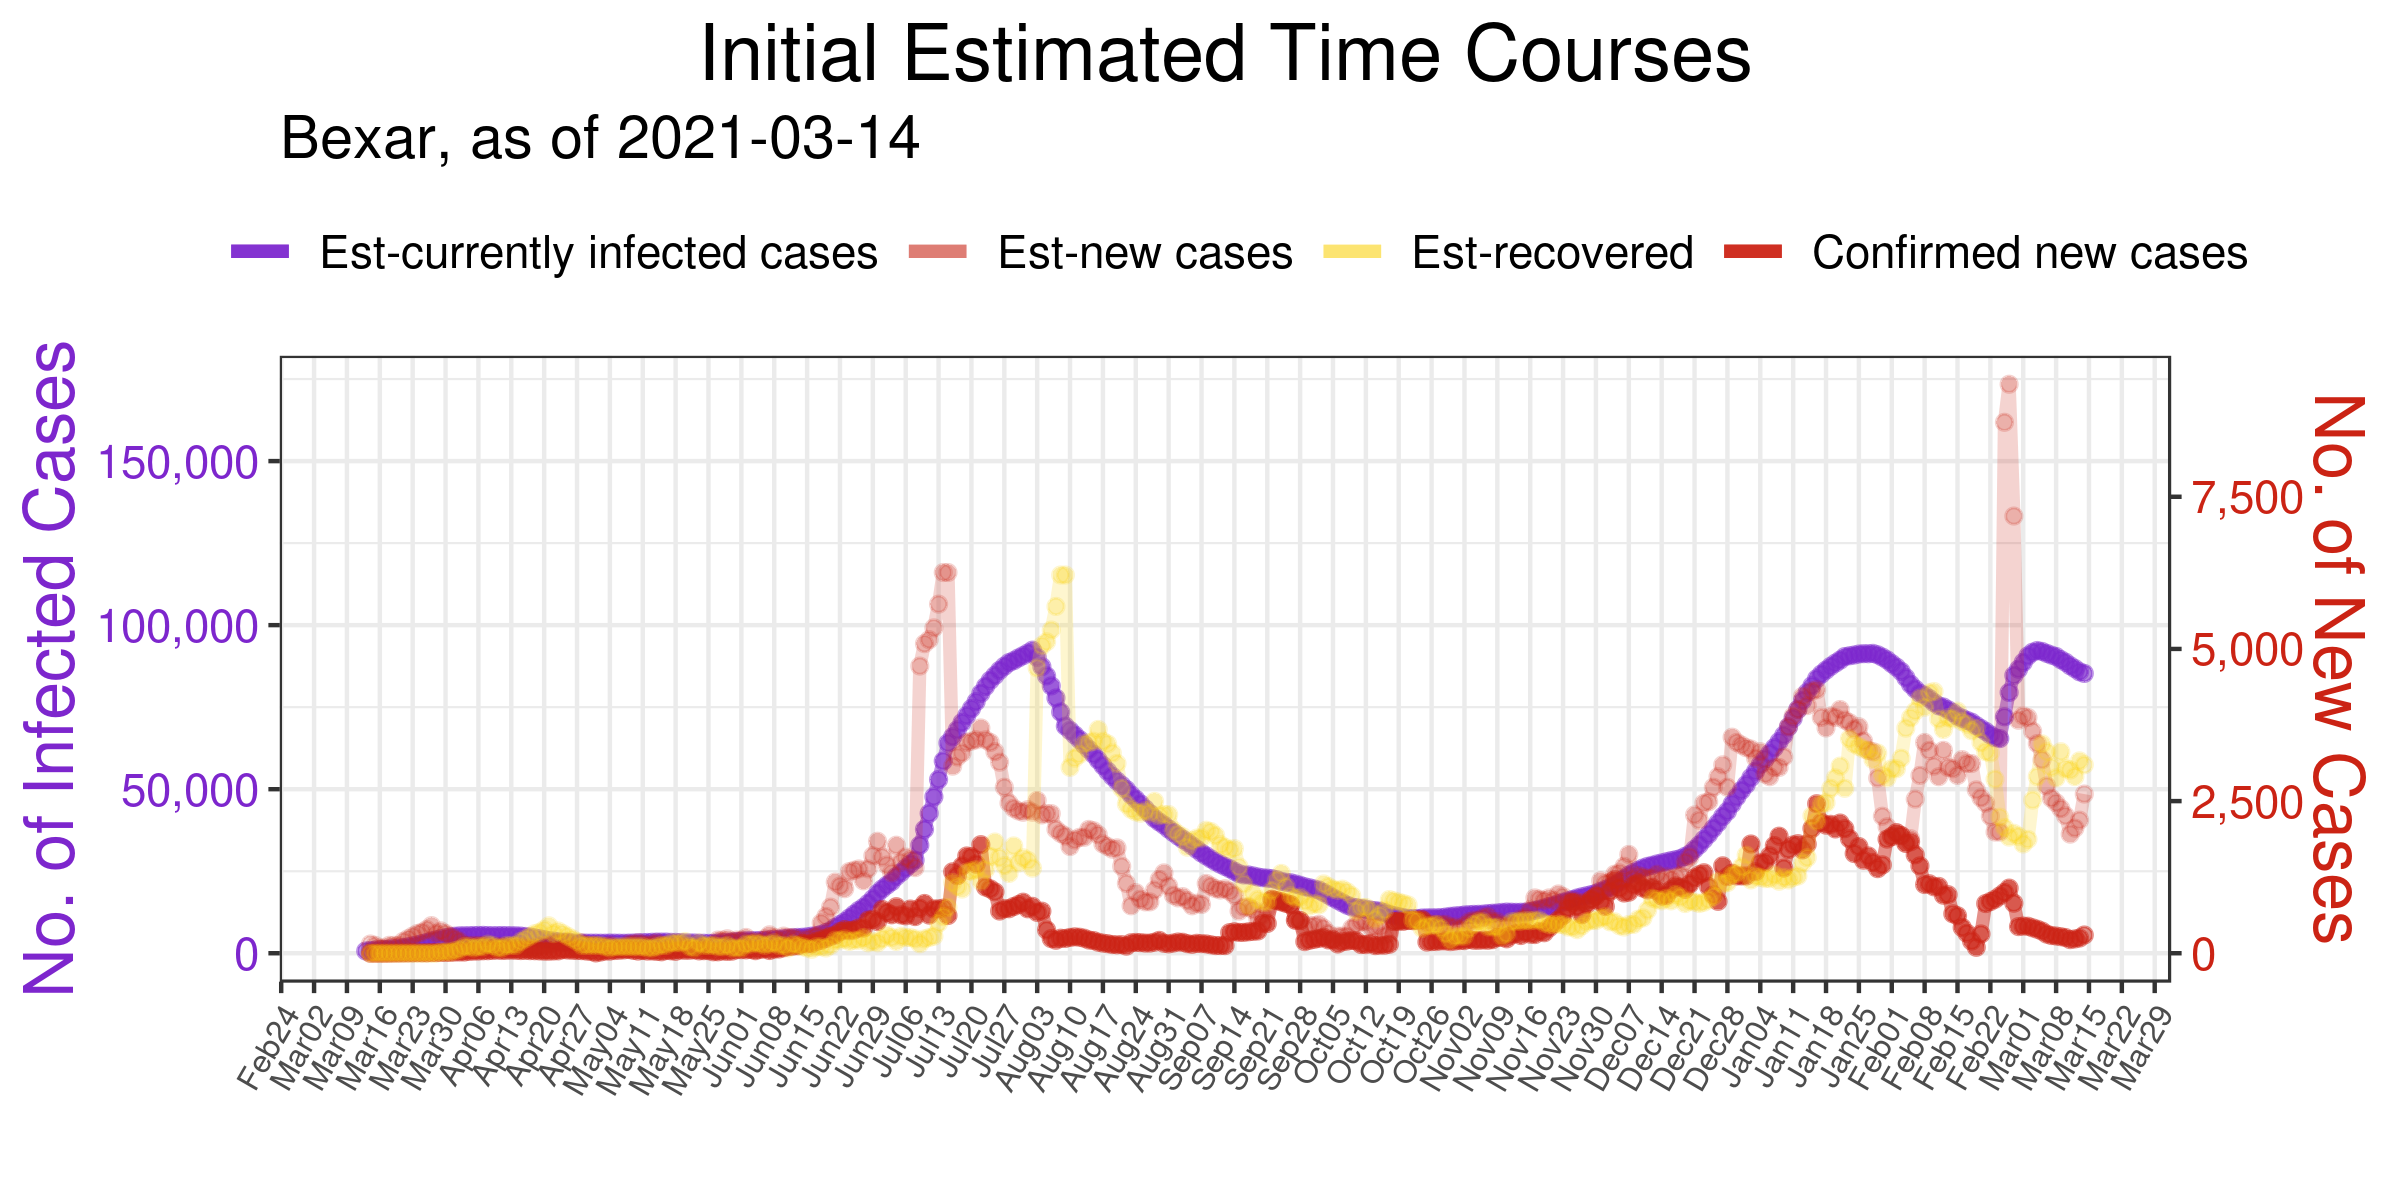 Initial Estimated Time Courses
Bexar, as of 2021-03-14
Est-currently infected cases Est-new cases Est-recovered Confirmed new cases
No. of Infected Cases
150,000
100,000
50,000
0
7,500
5,000
2,500
0
No. of New Cases
Feb24 Mar02 Mar09 Mar16 Mar23 Mar30 Apr06 Apr13 Apr20 Apr27 May04 May11 May18 May25 Jun01 Jun08 Jun15 Jun22 Jun29 Jul06 Jul13 Jul20 Jul27 Aug03 Aug10 Aug17 Aug24 Aug31 Sep07 Sep14 Sep21 Sep28 Oct05 Oct12 Oct19 Oct26 Nov02 Nov09 Nov16 Nov23 Nov30 Dec07 Dec14 Dec21 Dec28 Jan04 Jan11 Jan18 Jan25 Feb01 Feb08 Feb15 Feb22 Mar01 Mar08 Mar15 Mar22 Mar29